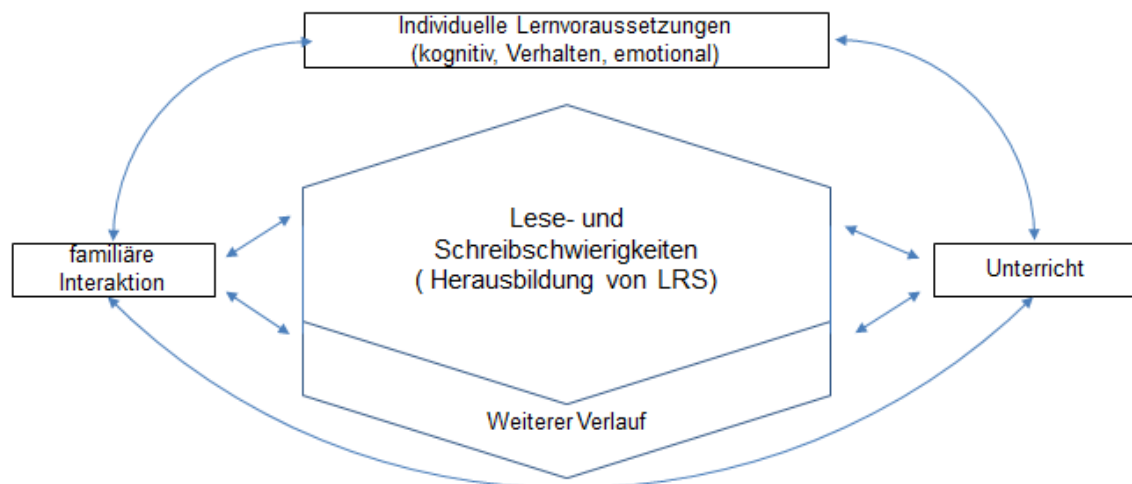 Individuelle Lernvoraussetzungen
(kognitiv, Verhalten, emotional)
Lese- und
Schreibschwierigkeiten
( Herausbildung von LRS)
familiäre
Interaktion
Unterricht
Weiterer Verlauf